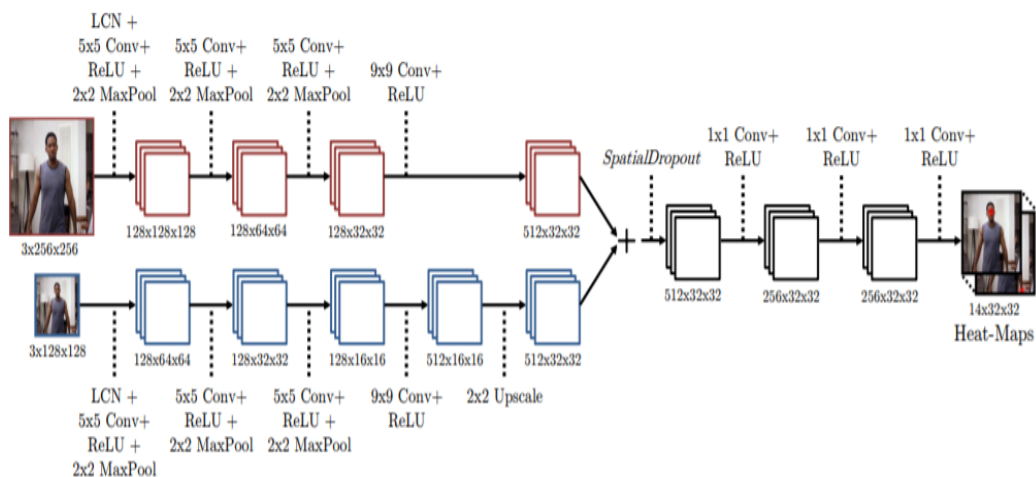 LCN +
5x5 Conv+
ReLU +
2x2 MaxPool
5x5 Conv+
ReLU +
2x2 MaxPool
5x5 Conv+
ReLU +
2x2 MaxPool
9x9 Conv+
ReLU
3x256x256
128x128x128
128x64x64
128x32x32
512x32x32
+
SpatialDropout
1x1 Conv+
ReLU
1x1 Conv+
ReLU
1x1 Conv+
ReLU
512x32x32
256x32x32
256x32x32
14x32x32
Heat-Maps
3x128x128
128x64x64
128x32x32
128x16x16
512x16x16
512x32x32
LCN +
5x5 Conv+
ReLU +
2x2 MaxPool
5x5 Conv+
ReLU +
2x2 MaxPool
5x5 Conv+
ReLU +
2x2 MaxPool
9x9 Conv+
ReLU
2x2 Upscale